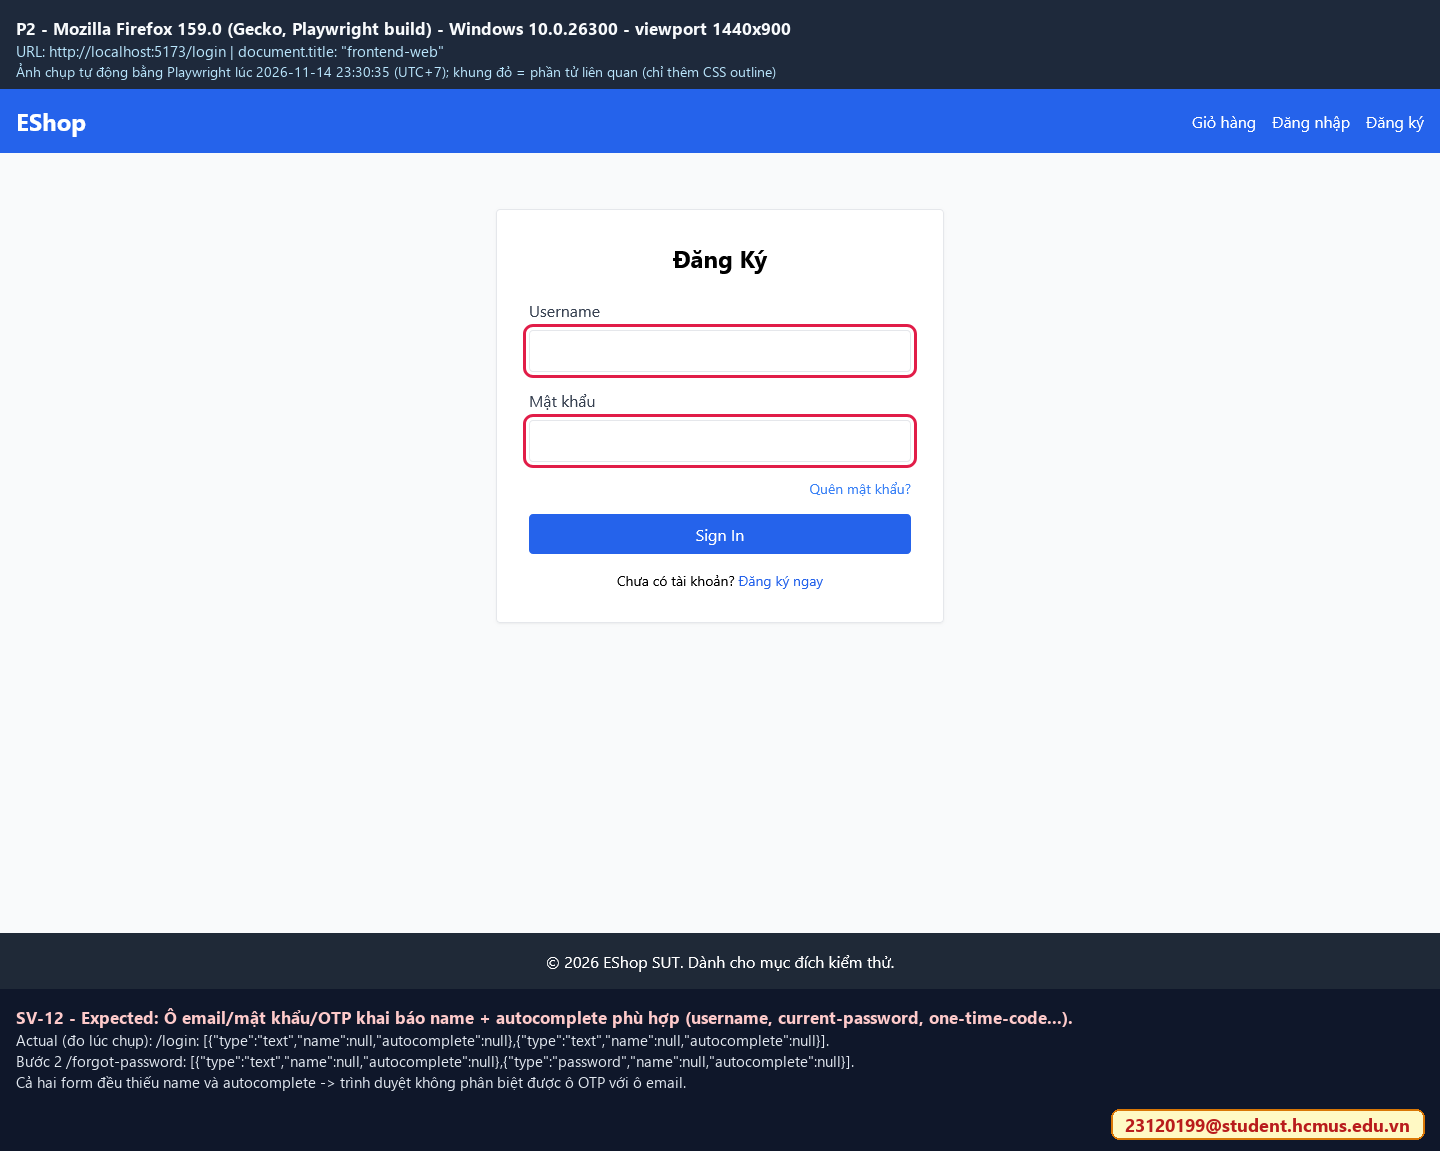 P2 - Mozilla Firefox 159.0 (Gecko, Playwright build) - Windows 10.0.26300 - viewport 1440x900
URL: http://localhost:5173/login | document.title: "frontend-web"
Ảnh chụp tự động bằng Playwright lúc 2026-11-14 23:30:35 (UTC+7); khung đỏ = phần tử liên quan (chỉ thêm CSS outline)
EShop
Giỏ hàng
Đăng nhập
Đăng ký
Đăng Ký
Username
Mật khẩu
Quên mật khẩu?
Sign In
Chưa có tài khoản? Đăng ký ngay
© 2026 EShop SUT. Dành cho mục đích kiểm thử.
SV-12 - Expected: Ô email/mật khẩu/OTP khai báo name + autocomplete phù hợp (username, current-password, one-time-code...).
Actual (đo lúc chụp): /login: [{"type":"text","name":null,"autocomplete":null},{"type":"text","name":null,"autocomplete":null}].
Bước 2 /forgot-password: [{"type":"text","name":null,"autocomplete":null},{"type":"password","name":null,"autocomplete":null}].
Cả hai form đều thiếu name và autocomplete -> trình duyệt không phân biệt được ô OTP với ô email.
23120199@student.hcmus.edu.vn